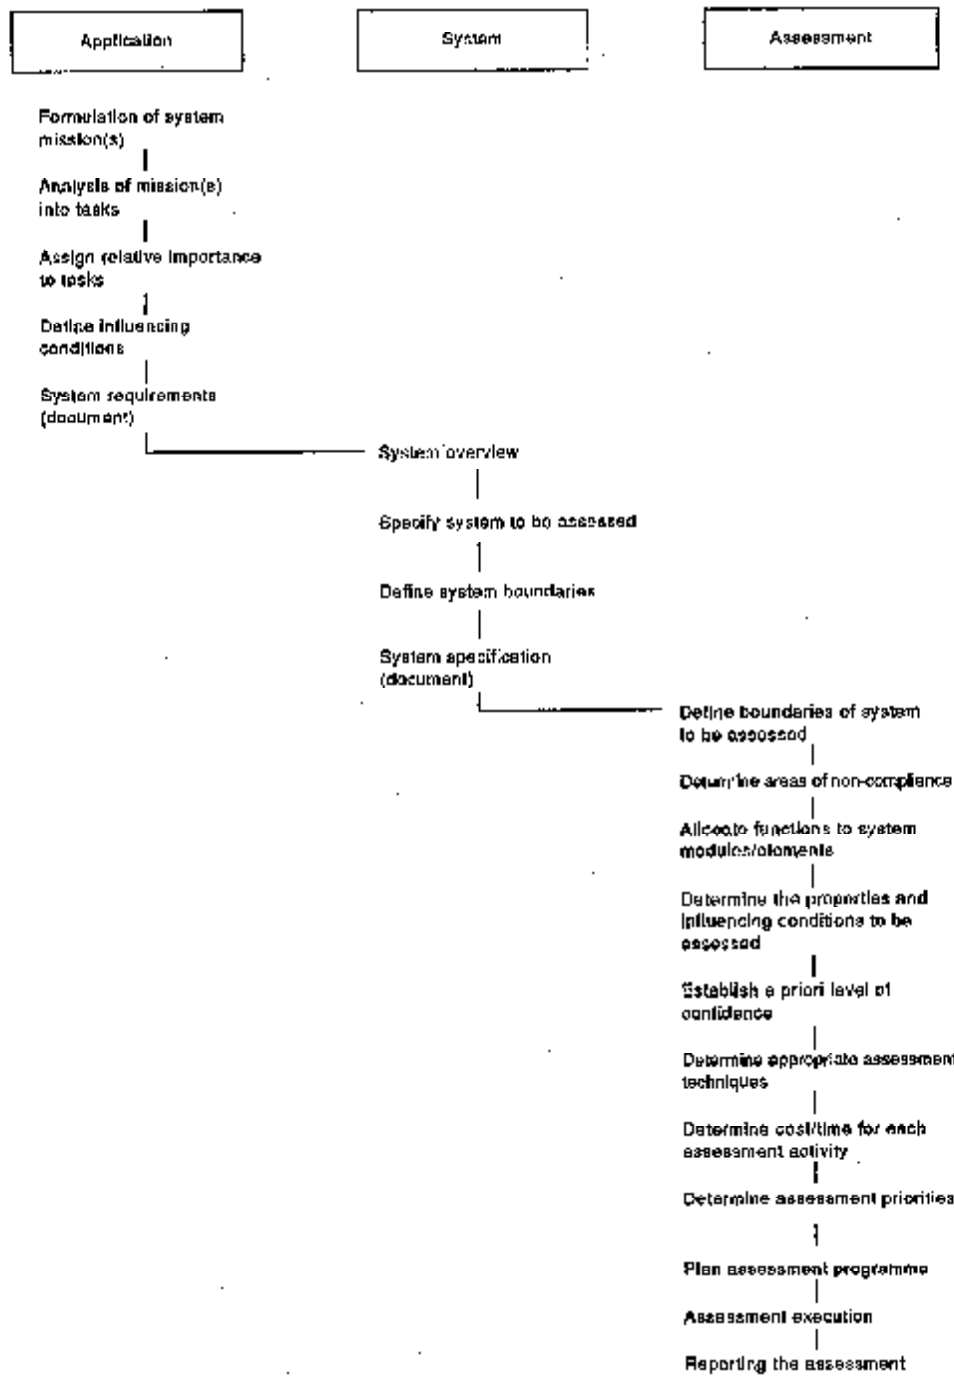 Application
System
Assessment
Formulation of system
mission(s)
Analysis of mission(s)
into tasks
Assign relative importance
to tasks
Define influencing
conditions
System requirements
(document)
System overview
Specify system to be assessed
Define system boundaries
System specification
(document)
Define boundaries of system
to be assessed
Determine areas of non-compliance
Allocate functions to system
modules/elements
Determine the properties and
influencing conditions to be
assessed
Establish a priori level of
confidence
Determine appropriate assessment
techniques
Determine cost/time for each
assessment activity
Determine assessment priorities
Plan assessment programme
Assessment execution
Reporting the assessment